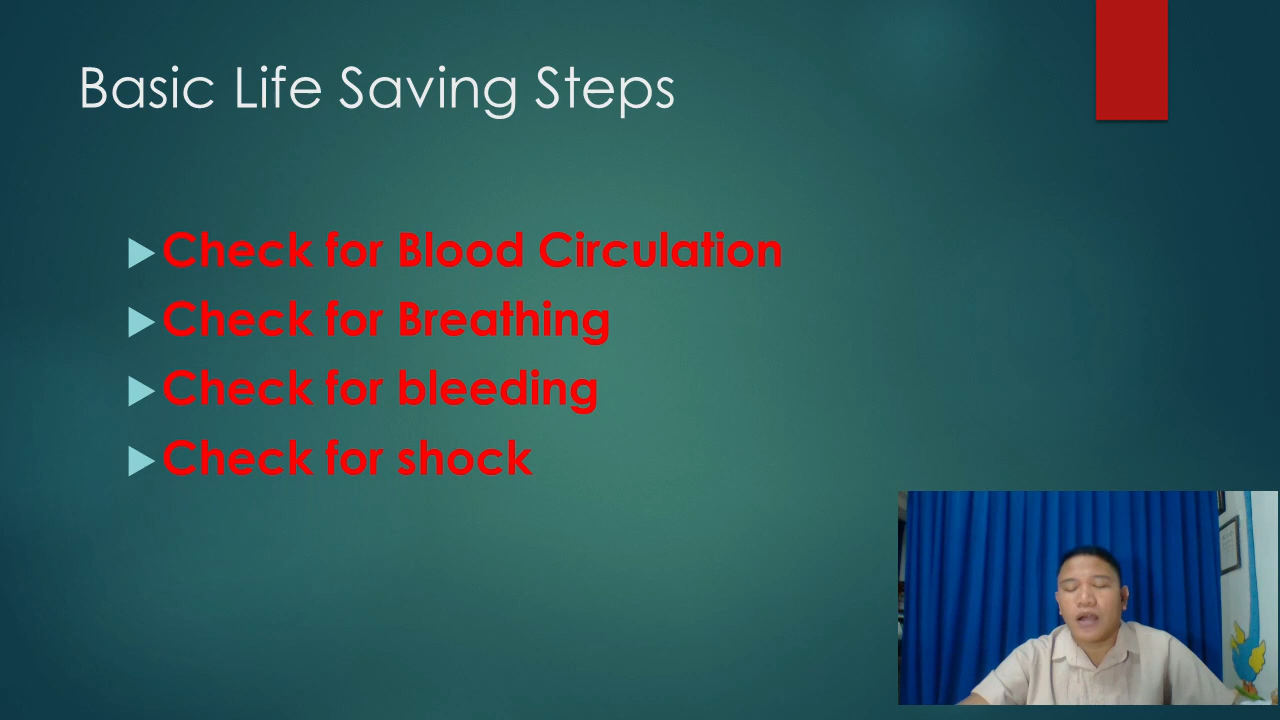 Basic Life Saving Steps
Check for Blood Circulation
Check for Breathing
Check for bleeding
Check for shock